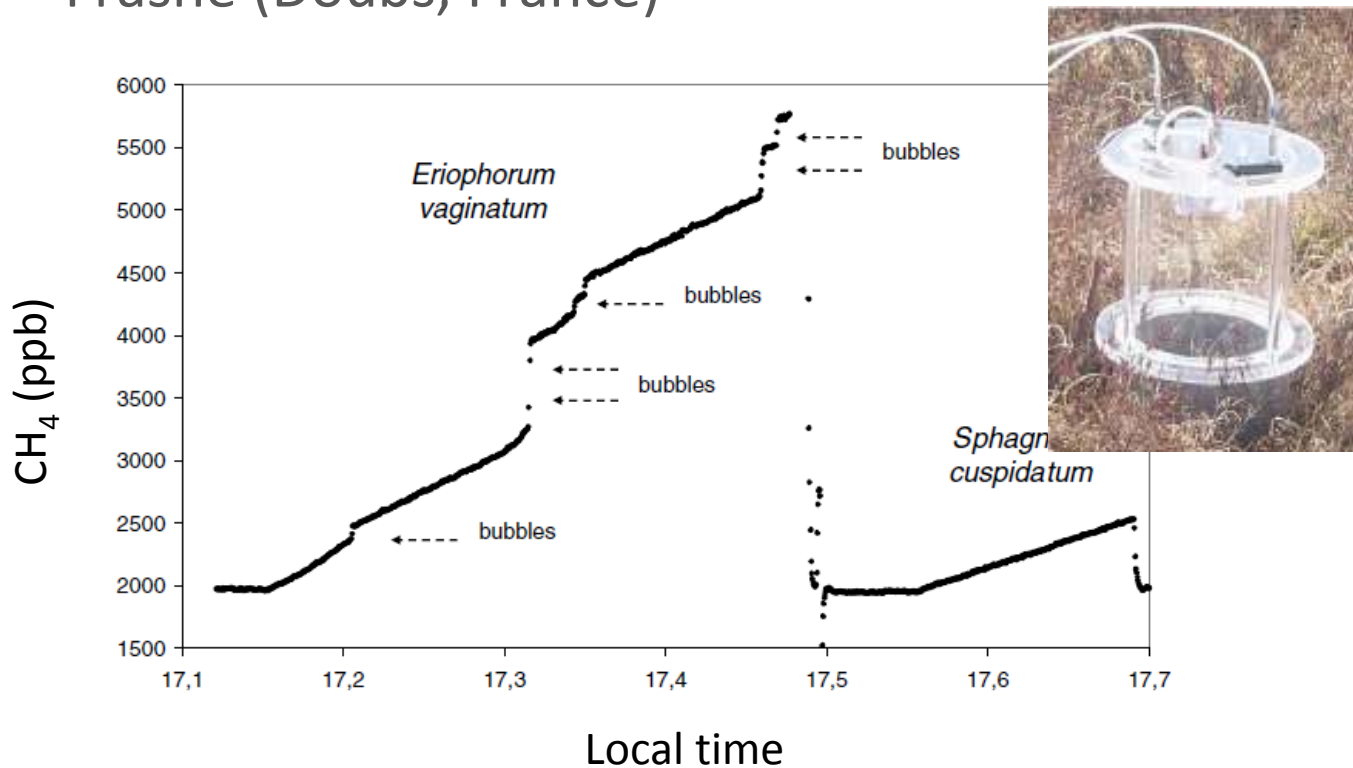 Frasne (Doubs, France)
6000
5500
5000
4500
4000
3500
3000
2500
2000
1500
CH4 (ppb)
Eriophorum
vaginatum
bubbles
bubbles
bubbles
bubbles
Sphagn
cuspidatum
17,1 17,2 17,3 17,4 17,5 17,6 17,7
Local time